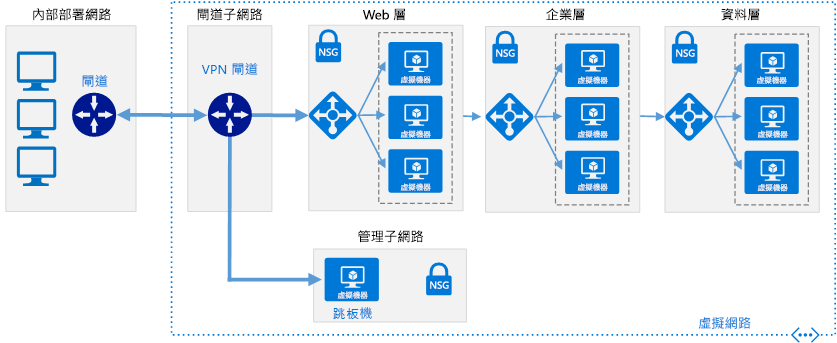 內部部署網路
閘道子網路
Web 層
企業層
資料層
閘道
VPN 閘道
NSG
虛擬機器
虛擬機器
虛擬機器
NSG
虛擬機器
虛擬機器
虛擬機器
NSG
虛擬機器
虛擬機器
虛擬機器
管理子網路
虛擬機器
NSG
跳板機
虛擬網路